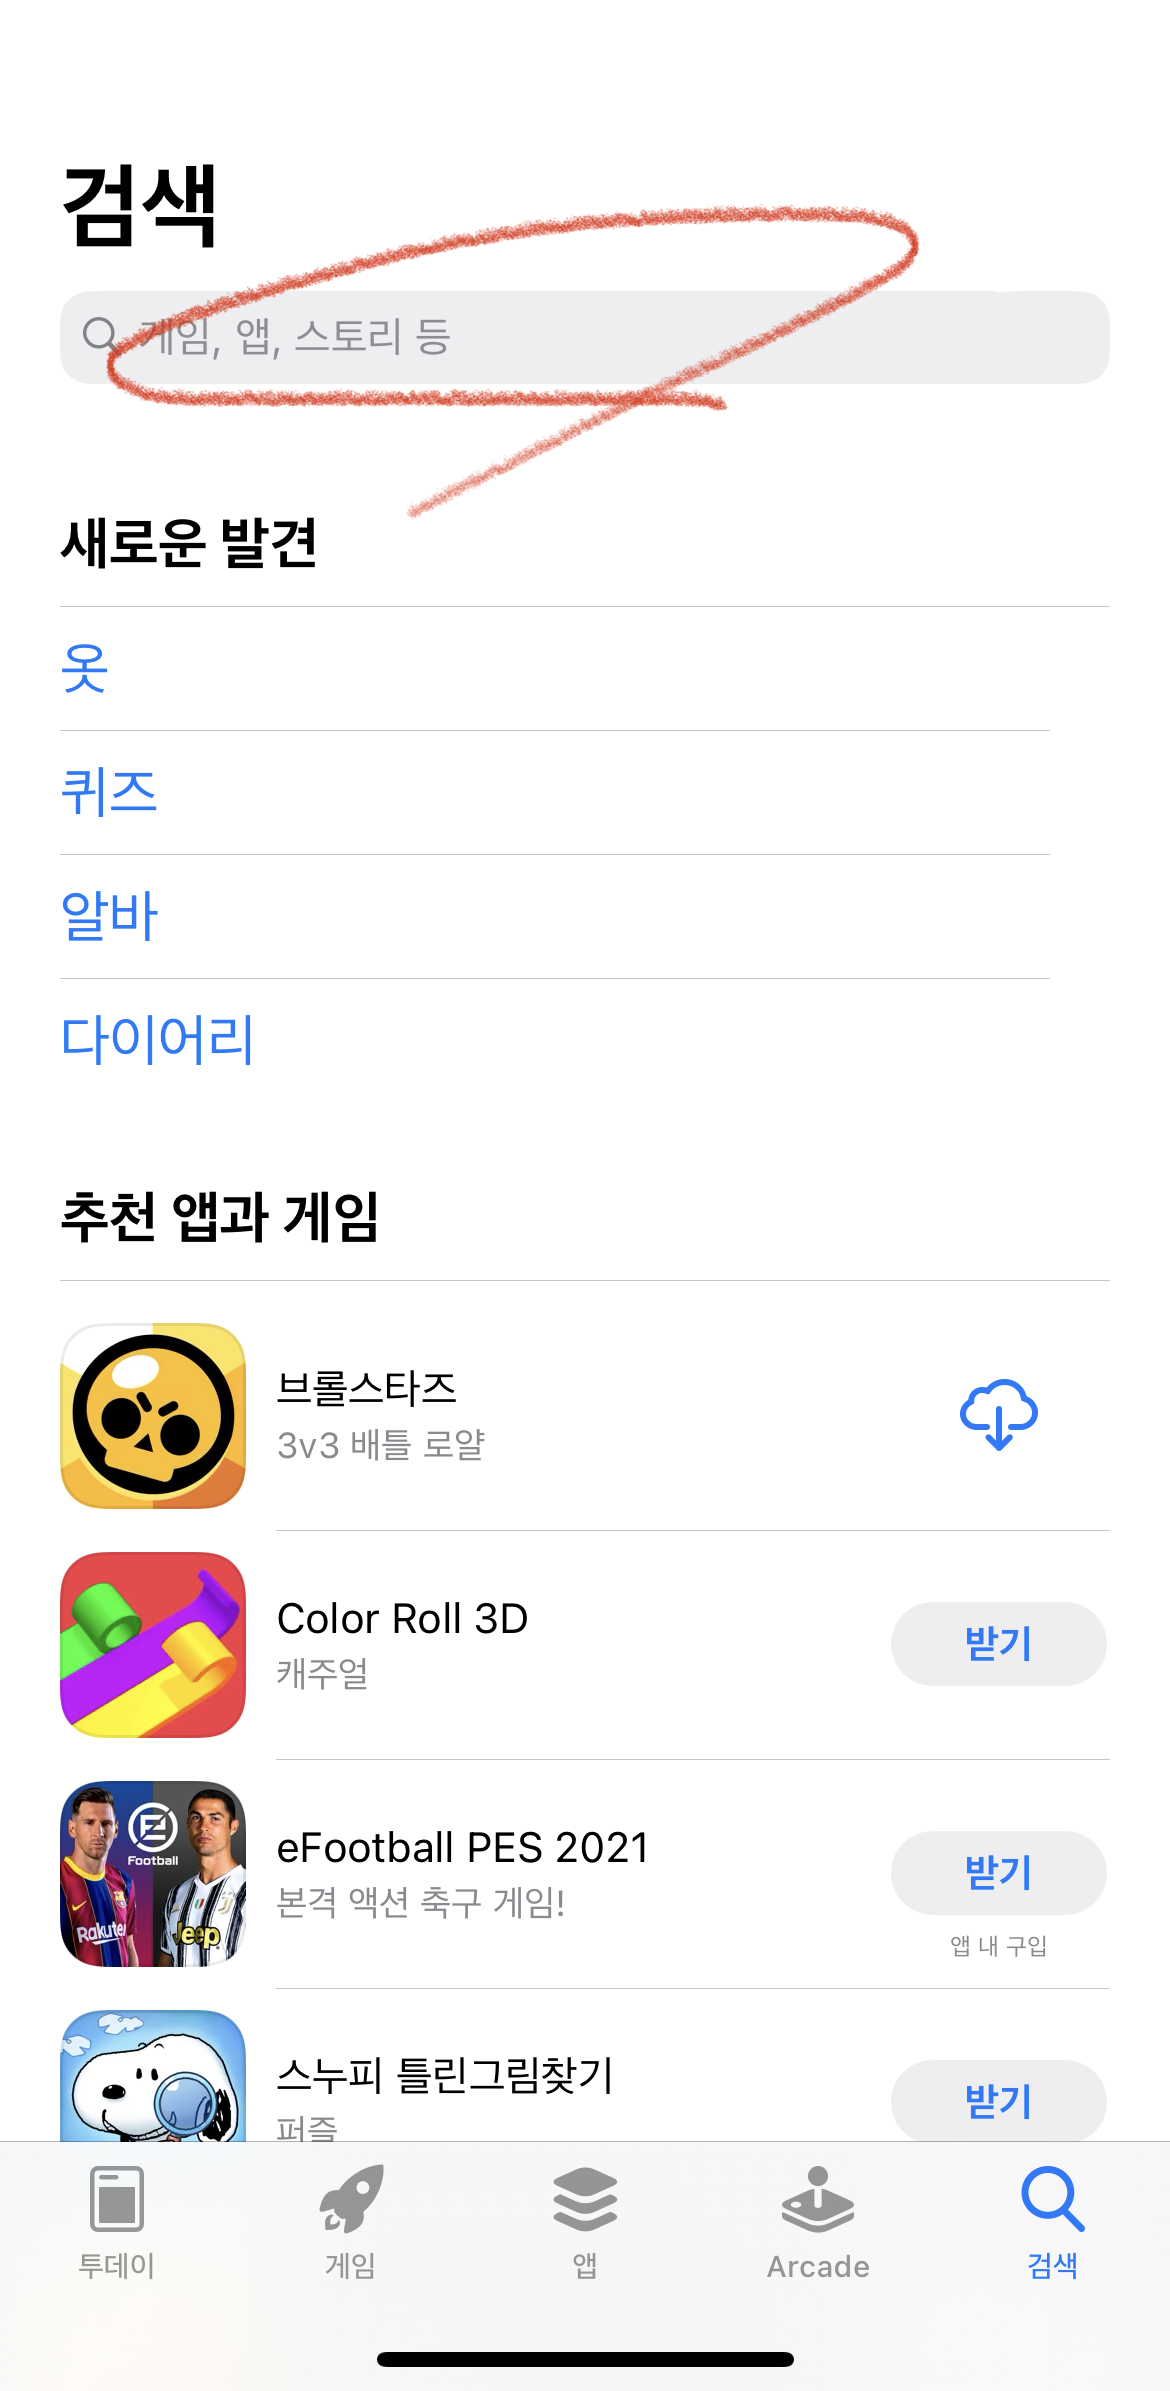 검색
게임, 앱, 스토리 등
새로운 발견
옷
퀴즈
알바
다이어리
추천 앱과 게임
브롤스타즈
3v3 배틀 로얄
Color Roll 3D
캐주얼
받기
Football
Rakuten
Jeep
eFootball PES 2021
본격 액션 축구 게임!
받기
앱 내 구입
스누피 틀린그림찾기
퍼즐
받기
투데이
게임
앱
Arcade
검색